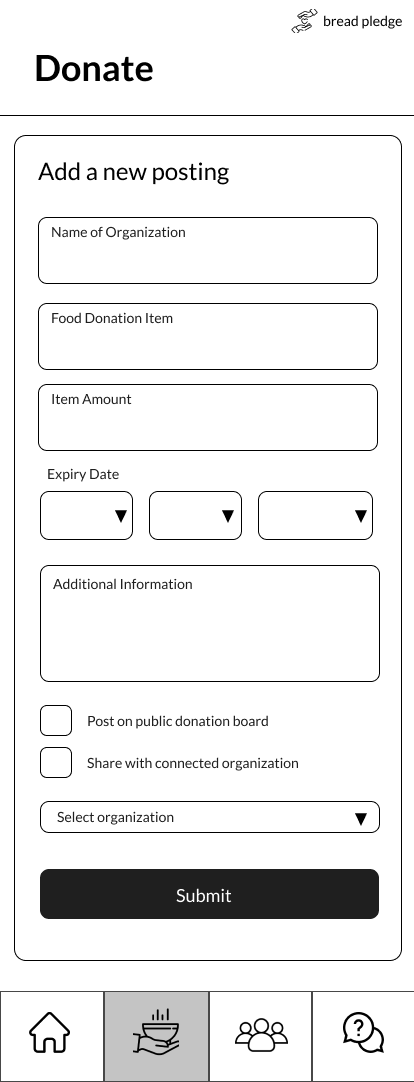 bread pledge
Donate
Add a new posting
Name of Organization
Food Donation Item
Item Amount
Expiry Date
Additional Information
Post on public donation board
Share with connected organization
Select organization
Submit
?